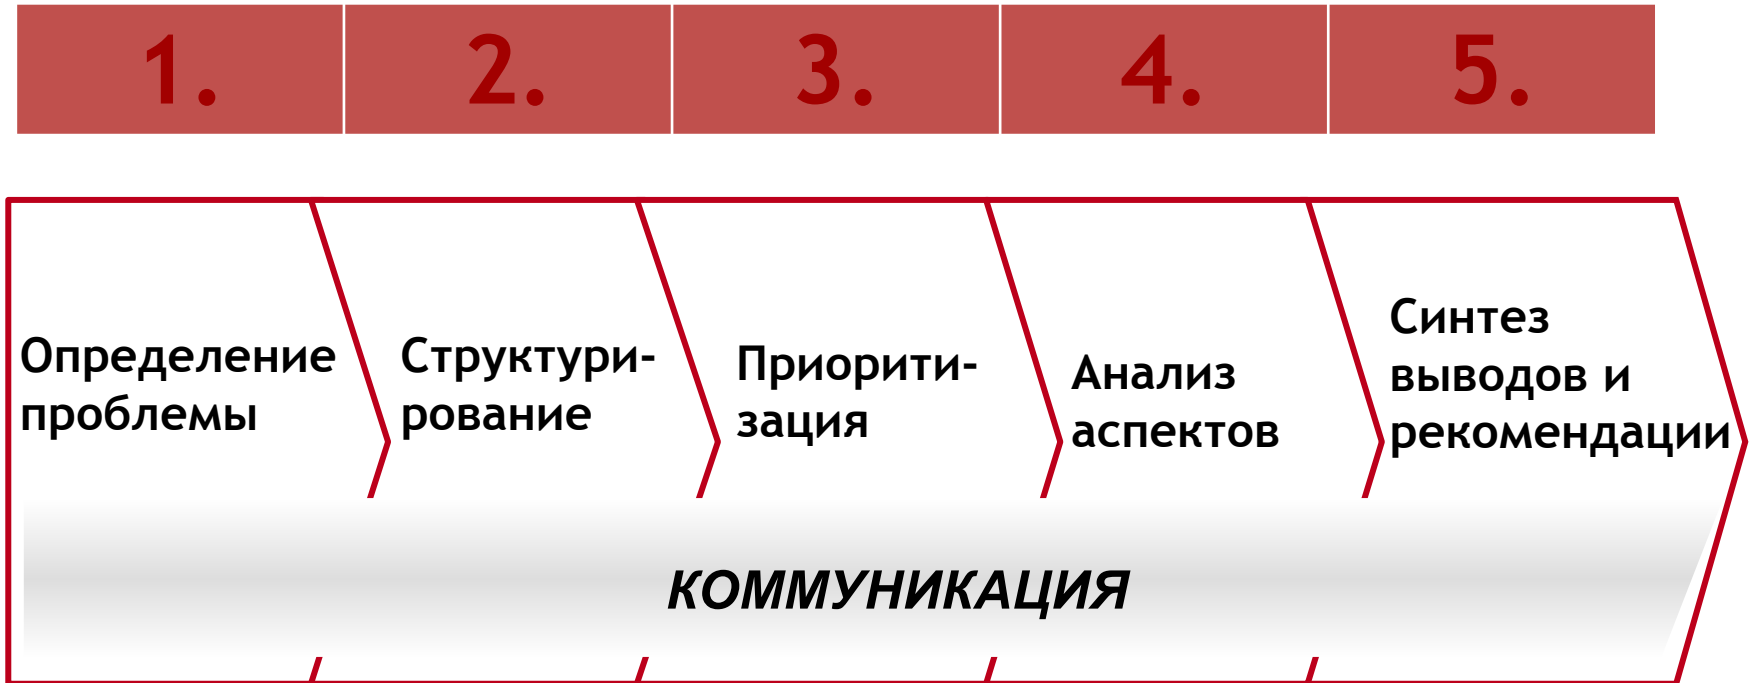 1. 2. 3. 4. 5.
Определение
проблемы
Структури-
рование
Приорити-
зация
Анализ
аспектов
Синтез
выводов и
рекомендации
КОММУНИКАЦИЯ